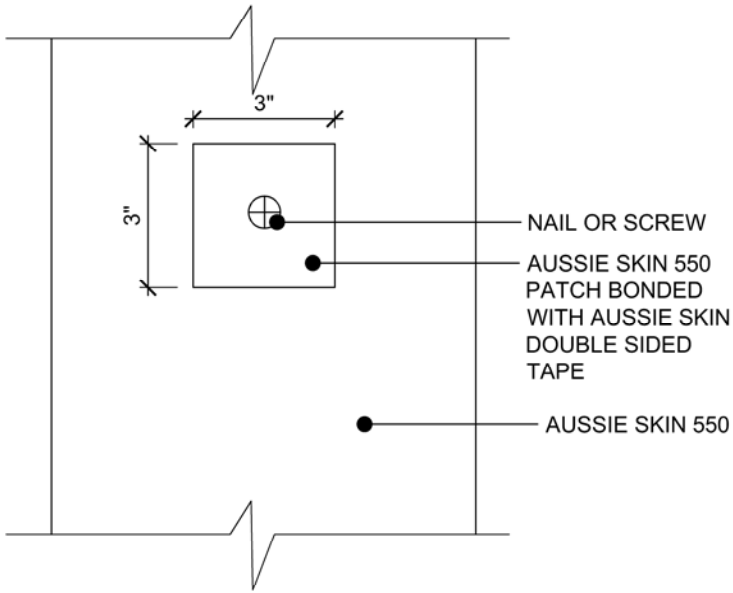 3"
3"
NAIL OR SCREW
AUSSIE SKIN 550
PATCH BONDED
WITH AUSSIE SKIN
DOUBLE SIDED
TAPE
AUSSIE SKIN 550